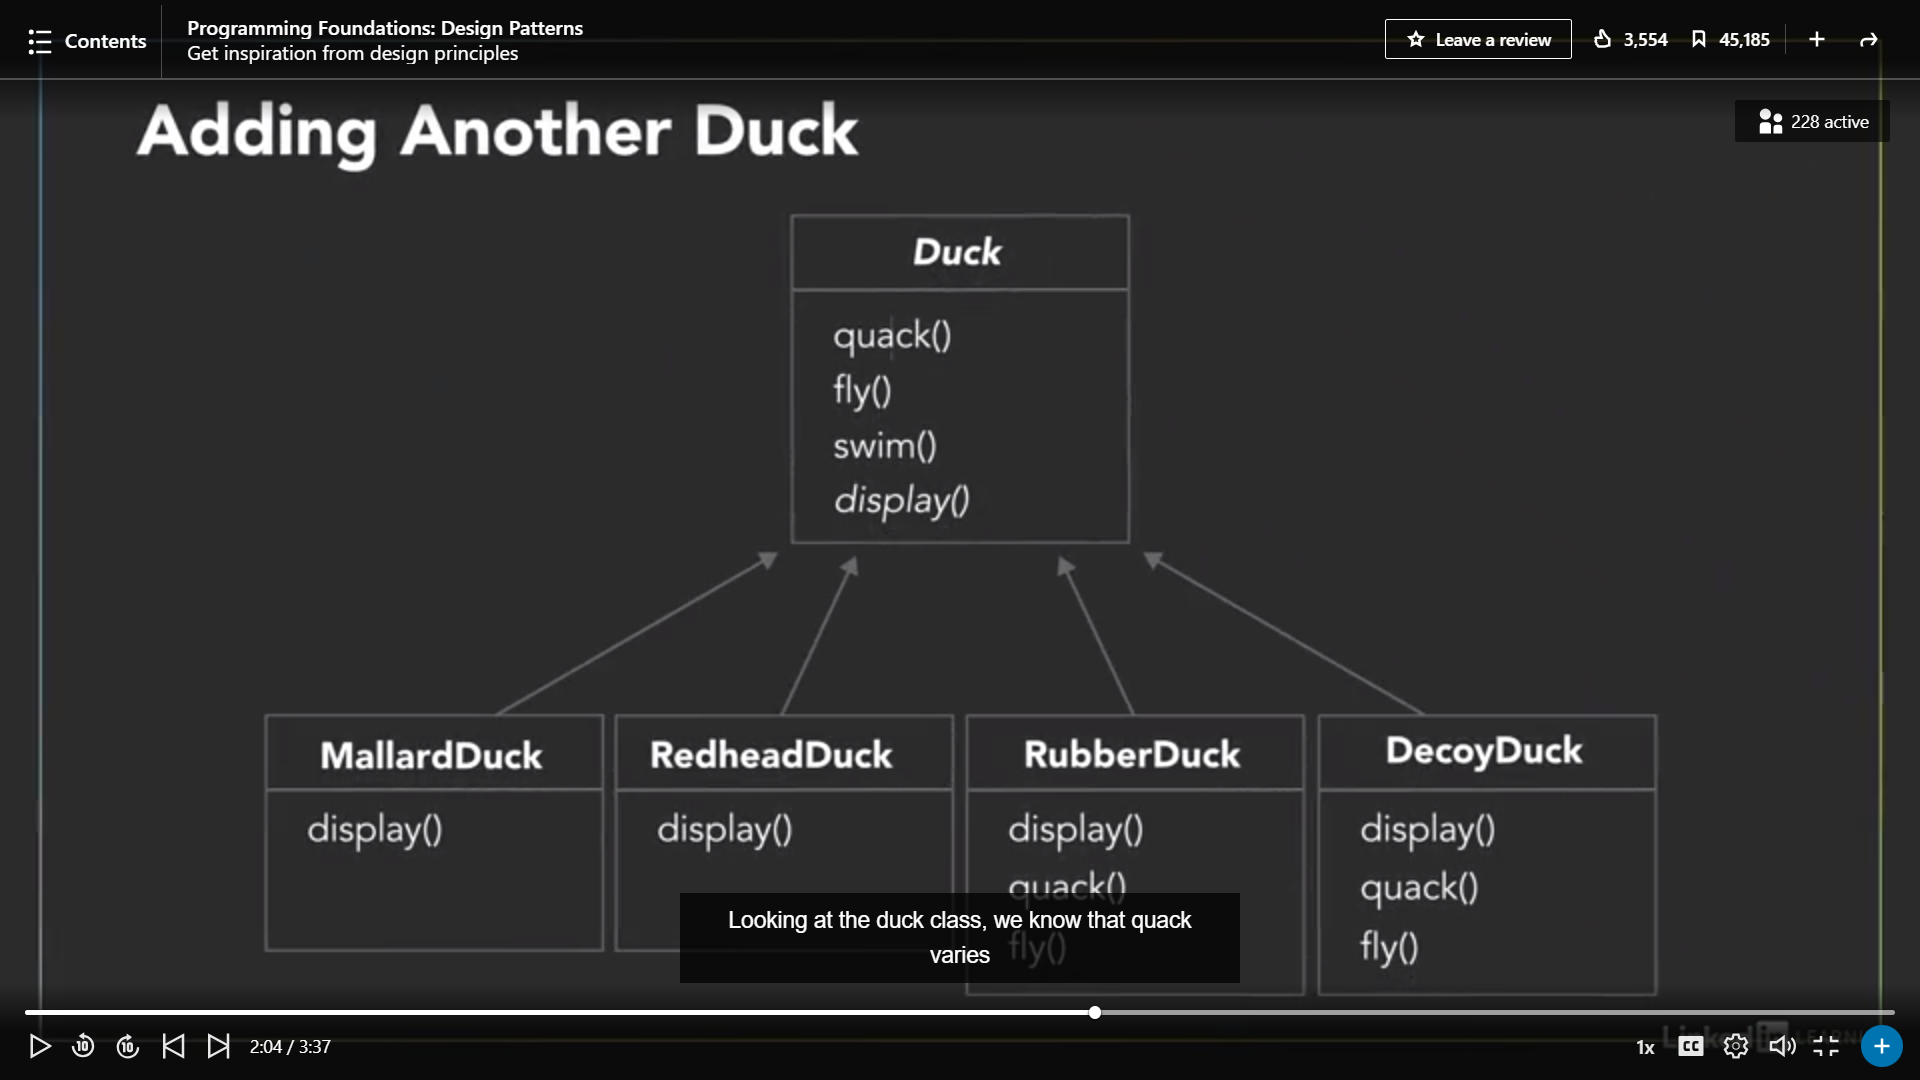 Contents
Programming Foundations: Design Patterns
Get inspiration from design principles
Leave a review
3,554
45,185
228 active
Adding Another Duck
Duck
quack()
fly()
swim()
display()
MallardDuck
display()
RedheadDuck
display()
RubberDuck
display()
quack()
fly()
DecoyDuck
display()
quack()
fly()
Looking at the duck class, we know that quack
varies
10
10
2:04 / 3:37
1x
CC